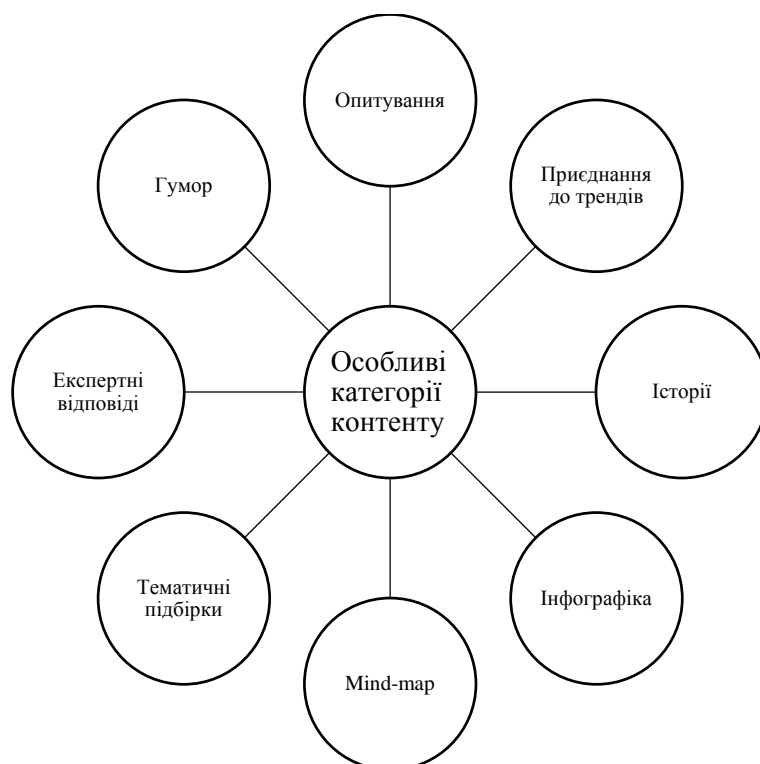 Опитування
Приєднання
до трендів
Історії
Інфографіка
Mind-map
Тематичні
підбірки
Експертні
відповіді
Гумор
Особливі
категорії
контенту